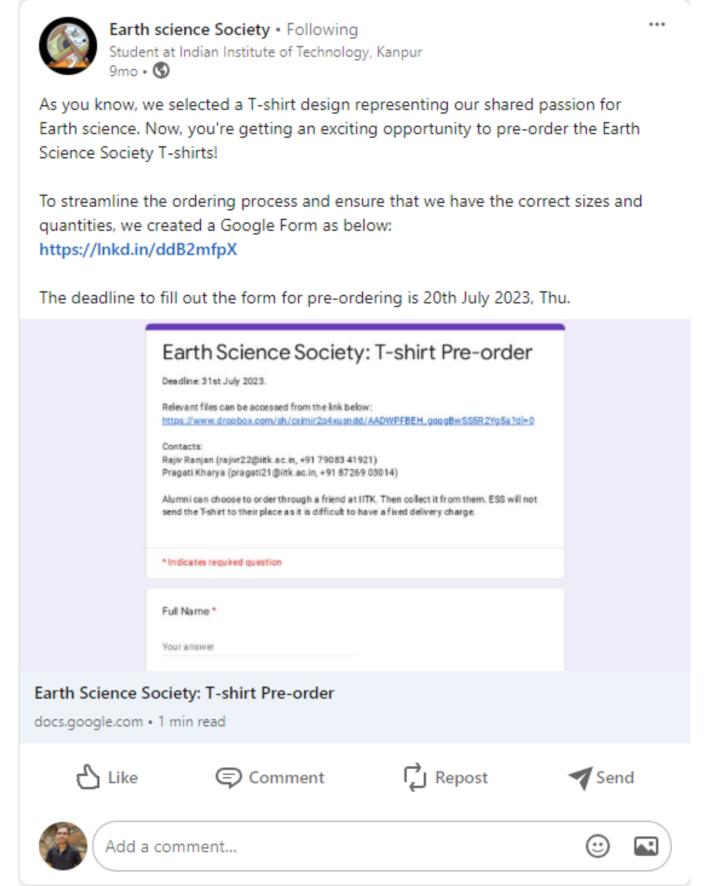 Earth science Society • Following
Student at Indian Institute of Technology, Kanpur
9mo •
As you know, we selected a T-shirt design representing our shared passion for
Earth science. Now, you're getting an exciting opportunity to pre-order the Earth
Science Society T-shirts!
To streamline the ordering process and ensure that we have the correct sizes and
quantities, we created a Google Form as below:
https://lnkd.in/ddB2mfpX
The deadline to fill out the form for pre-ordering is 20th July 2023, Thu.
Earth Science Society: T-shirt Pre-order
Deadline: 31st July 2023.
Relevant files can be accessed from the link below:
Contacts:
Rajiv Ranjan (rajivr22@iitk.ac.in, +91 79083 41921)
Pragati Kharya (pragati21@iitk.ac.in, +91 87269 03014)
Alumni can choose to order through a friend at IITK. Then collect it from them. ESS will not
send the T-shirt to their place as it is difficult to have a fixed delivery charge.
* Indicates required question
Full Name *
Your answer
Earth Science Society: T-shirt Pre-order
docs.google.com • 1 min read
Like Comment Repost Send
Add a comment...